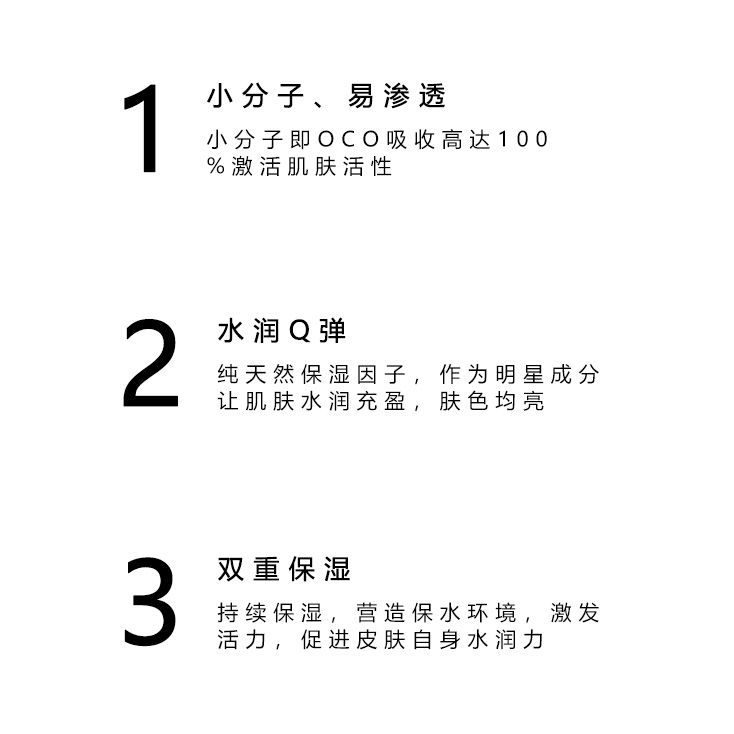 1
小分子、易渗透
小分子即OCO吸收高达100
%激活肌肤活性
2
水润Q弹
纯天然保湿因子，作为明星成分
让肌肤水润充盈，肤色均亮
3
双重保湿
持续保湿，营造保水环境，激发
活力，促进皮肤自身水润力